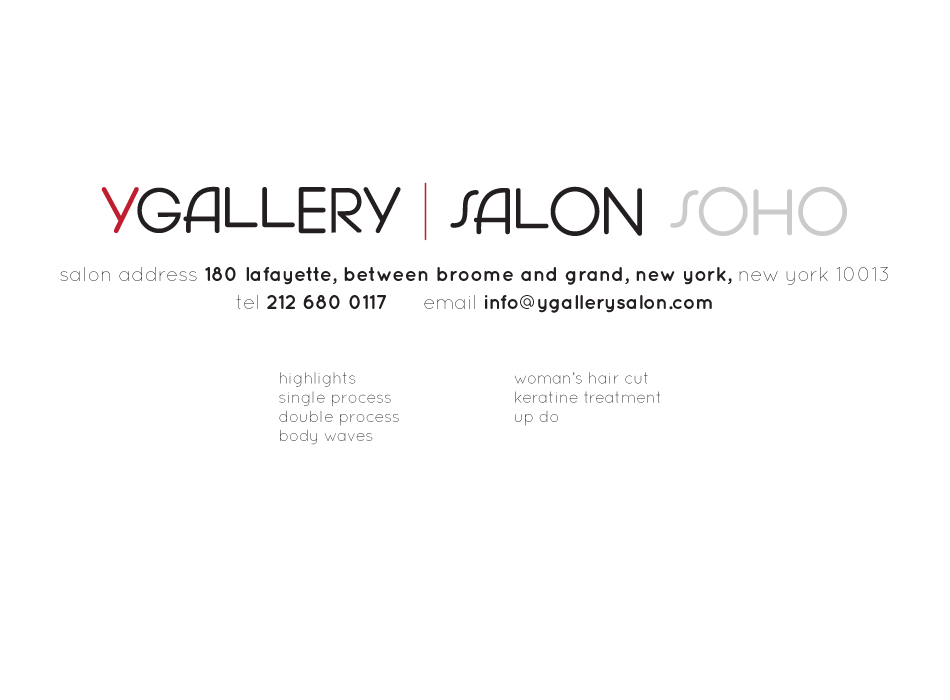 YGALLERY | SALON SOHO
salon address 180 lafayette, between broome and grand, new york, new york 10013
tel 212 680 0117 email info@ygallerysalon.com
highlights
single process
double process
body waves
woman's hair cut
keratine treatment
up do